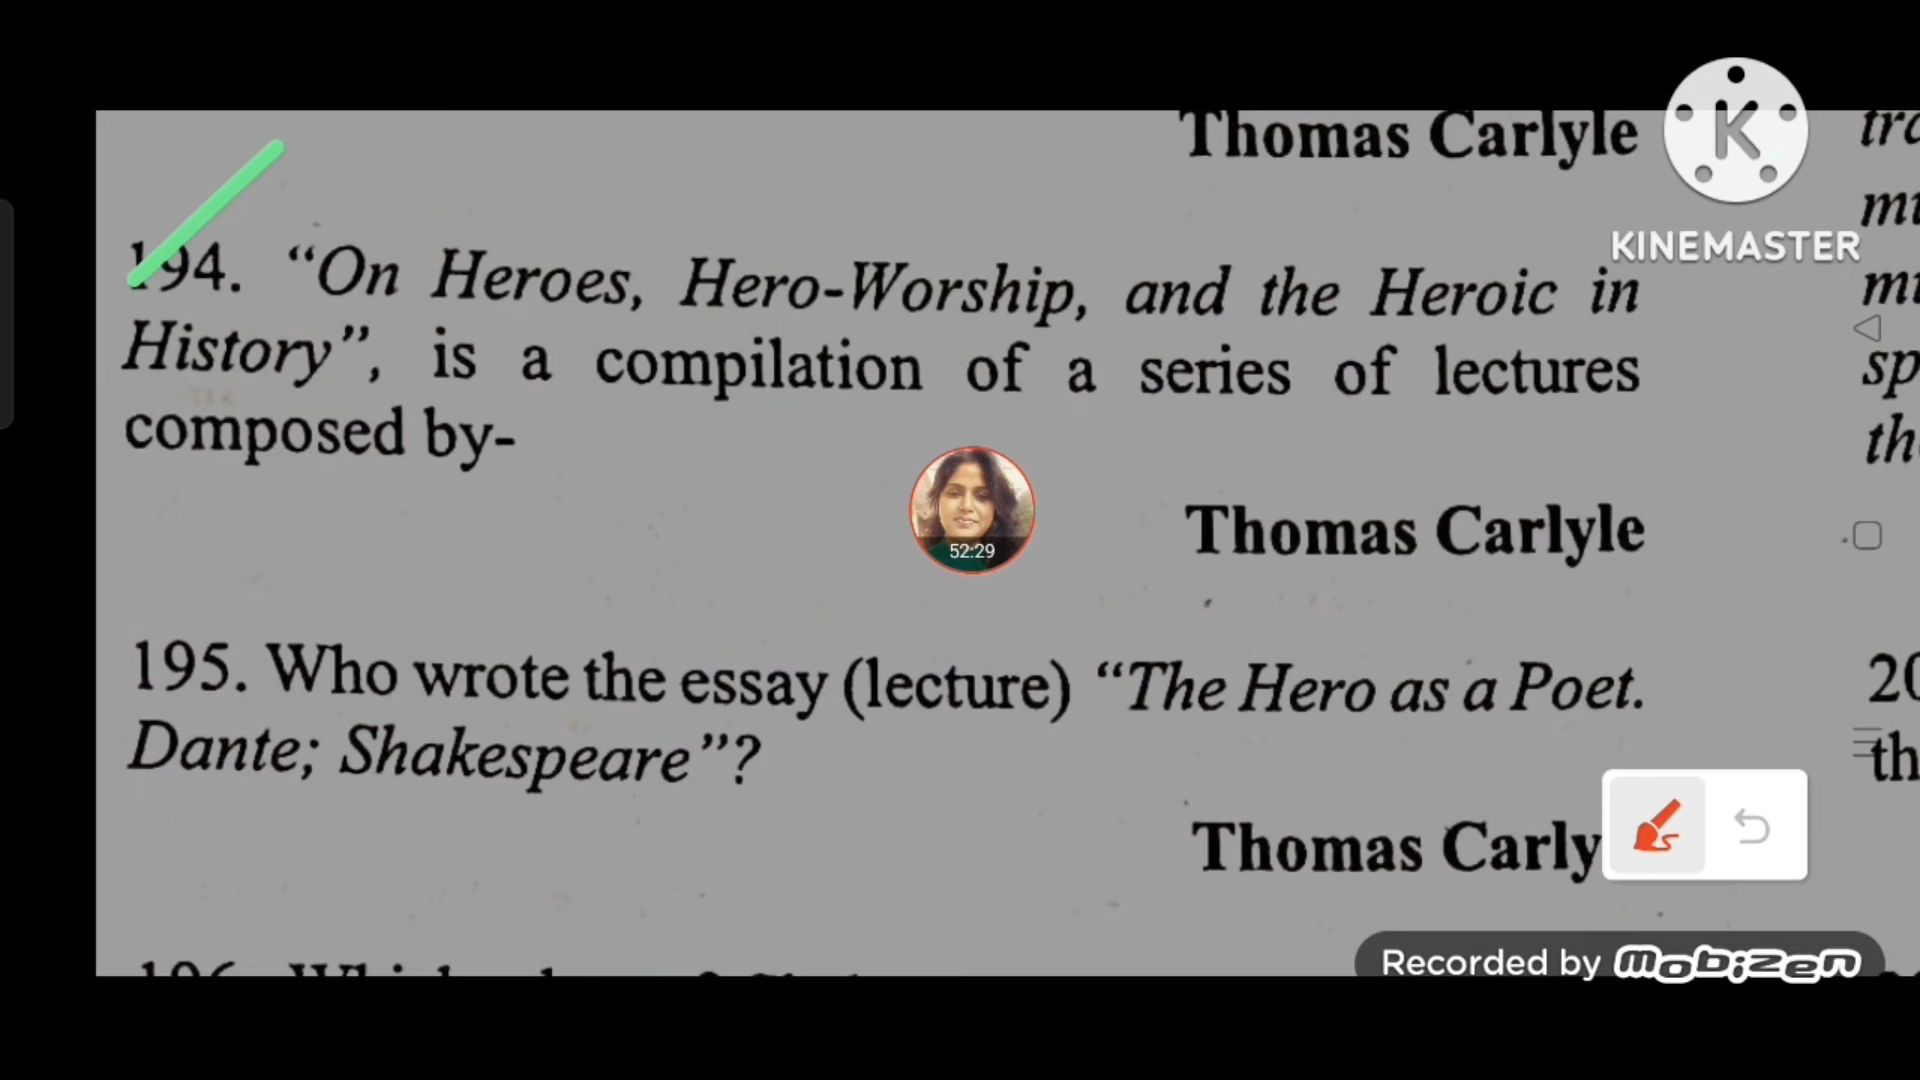 Thomas Carlyle
KINEMASTER
194. “On Heroes, Hero-Worship, and the Heroic in
History”, is a compilation of a series of lectures
composed by-
52:29
Thomas Carlyle
195. Who wrote the essay (lecture) “The Hero as a Poet.
Dante; Shakespeare”?
Thomas Carly
Recorded by Mobizen